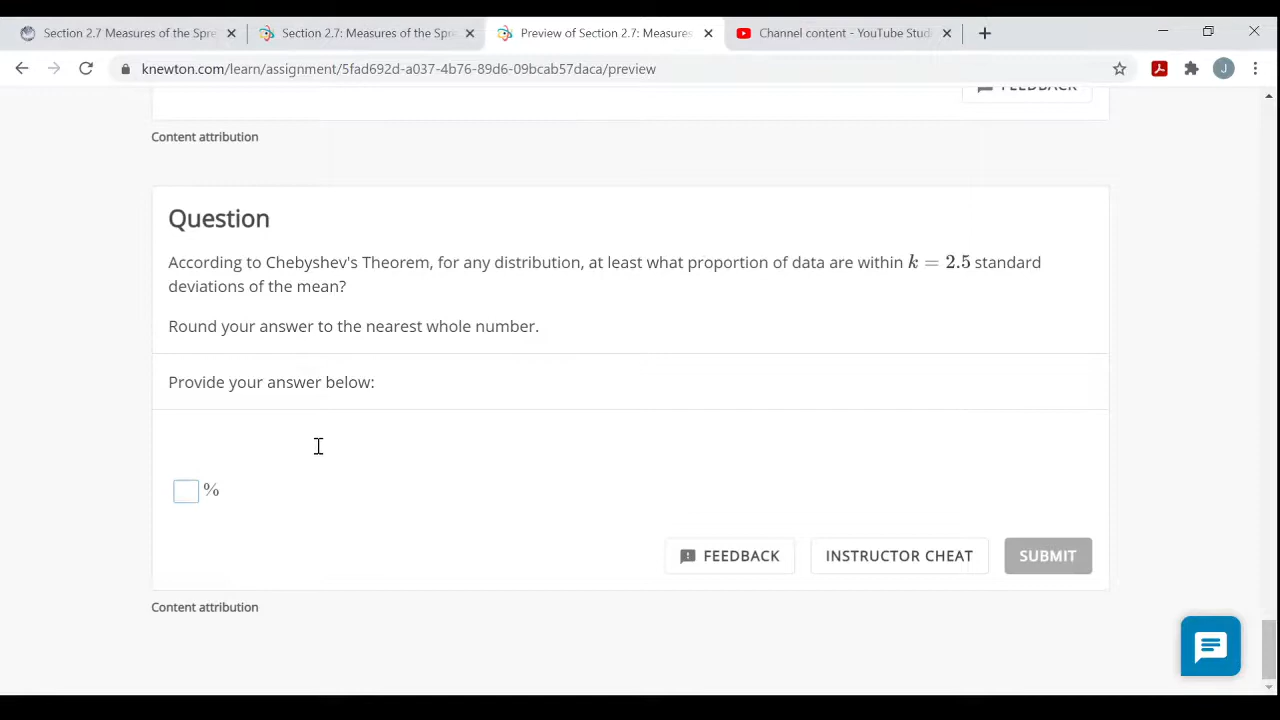 Section 2.7 Measures of the Spre
Section 2.7: Measures of the Spre
Preview of Section 2.7: Measures
Channel content - YouTube Stud
knewton.com/learn/assignment/5fad692d-a037-4b76-89d6-09bcab57daca/preview
J
FEEDBACK
Content attribution
Question
According to Chebyshev's Theorem, for any distribution, at least what proportion of data are within k = 2.5 standard
deviations of the mean?
Round your answer to the nearest whole number.
Provide your answer below:
%
FEEDBACK
INSTRUCTOR CHEAT
SUBMIT
Content attribution